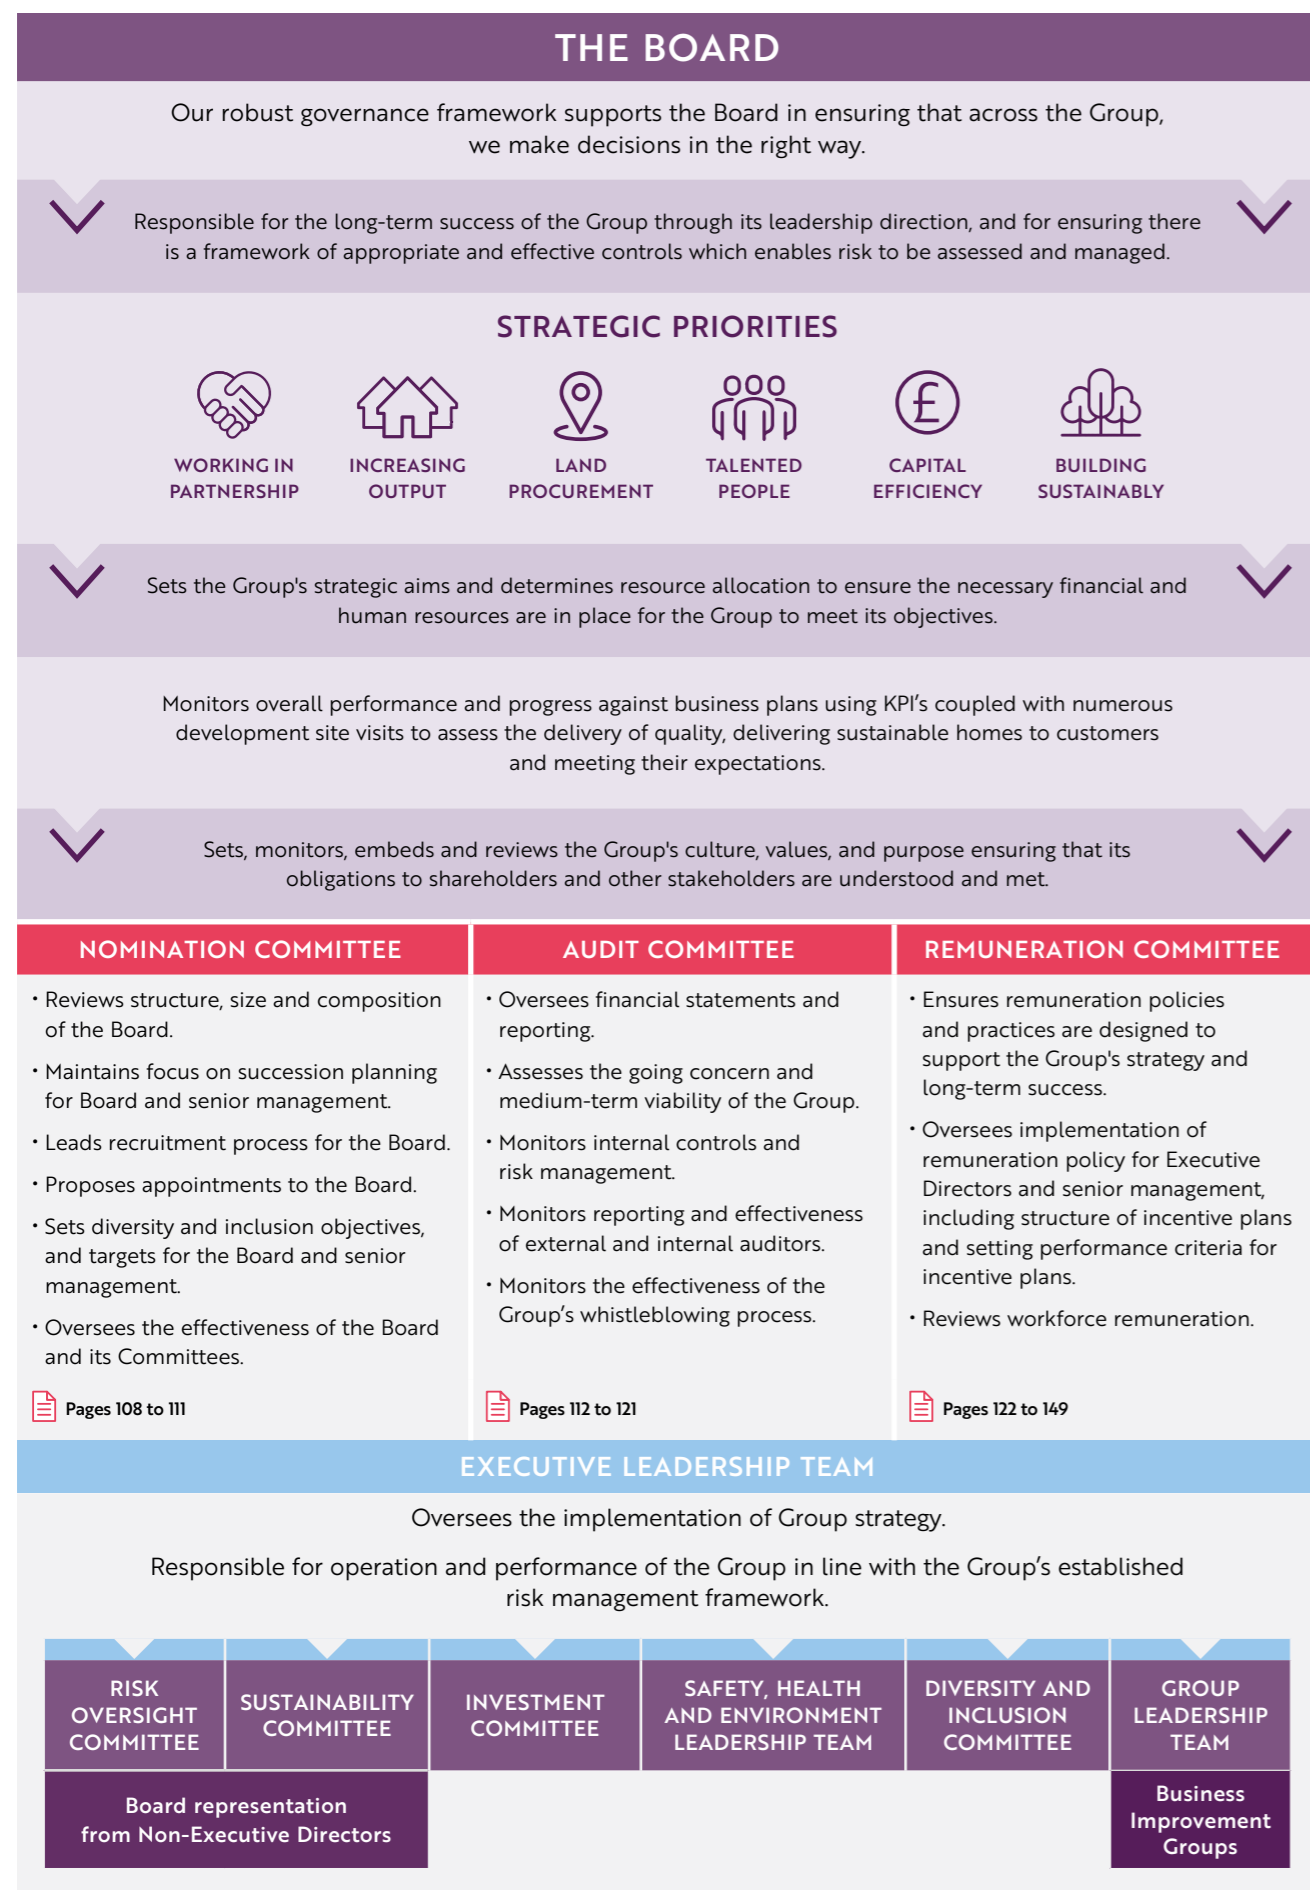 THE BOARD
Our robust governance framework supports the Board in ensuring that across the Group,
we make decisions in the right way.
Responsible for the long-term success of the Group through its leadership direction, and for ensuring there
is a framework of appropriate and effective controls which enables risk to be assessed and managed.
STRATEGIC PRIORITIES
WORKING IN
PARTNERSHIP
INCREASING
OUTPUT
LAND
PROCUREMENT
TALENTED
PEOPLE
£
CAPITAL
EFFICIENCY
BUILDING
SUSTAINABLY
Sets the Group's strategic aims and determines resource allocation to ensure the necessary financial and
human resources are in place for the Group to meet its objectives.
Monitors overall performance and progress against business plans using KPI’s coupled with numerous
development site visits to assess the delivery of quality, delivering sustainable homes to customers
and meeting their expectations.
Sets, monitors, embeds and reviews the Group's culture, values, and purpose ensuring that its
obligations to shareholders and other stakeholders are understood and met.
NOMINATION COMMITTEE
• Reviews structure, size and composition
of the Board.
• Maintains focus on succession planning
for Board and senior management.
• Leads recruitment process for the Board.
• Proposes appointments to the Board.
• Sets diversity and inclusion objectives,
and targets for the Board and senior
management.
• Oversees the effectiveness of the Board
and its Committees.
Pages 108 to 111
AUDIT COMMITTEE
• Oversees financial statements and
reporting.
• Assesses the going concern and
medium-term viability of the Group.
• Monitors internal controls and
risk management.
• Monitors reporting and effectiveness
of external and internal auditors.
• Monitors the effectiveness of the
Group’s whistleblowing process.
Pages 112 to 121
REMUNERATION COMMITTEE
• Ensures remuneration policies
and practices are designed to
support the Group's strategy and
long-term success.
• Oversees implementation of
remuneration policy for Executive
Directors and senior management,
including structure of incentive plans
and setting performance criteria for
incentive plans.
• Reviews workforce remuneration.
Pages 122 to 149
EXECUTIVE LEADERSHIP TEAM
Oversees the implementation of Group strategy.
Responsible for operation and performance of the Group in line with the Group’s established
risk management framework.
RISK
OVERSIGHT
COMMITTEE
SUSTAINABILITY
COMMITTEE
INVESTMENT
COMMITTEE
SAFETY, HEALTH
AND ENVIRONMENT
LEADERSHIP TEAM
DIVERSITY AND
INCLUSION
COMMITTEE
GROUP
LEADERSHIP
TEAM
Board representation
from Non-Executive Directors
Business
Improvement
Groups